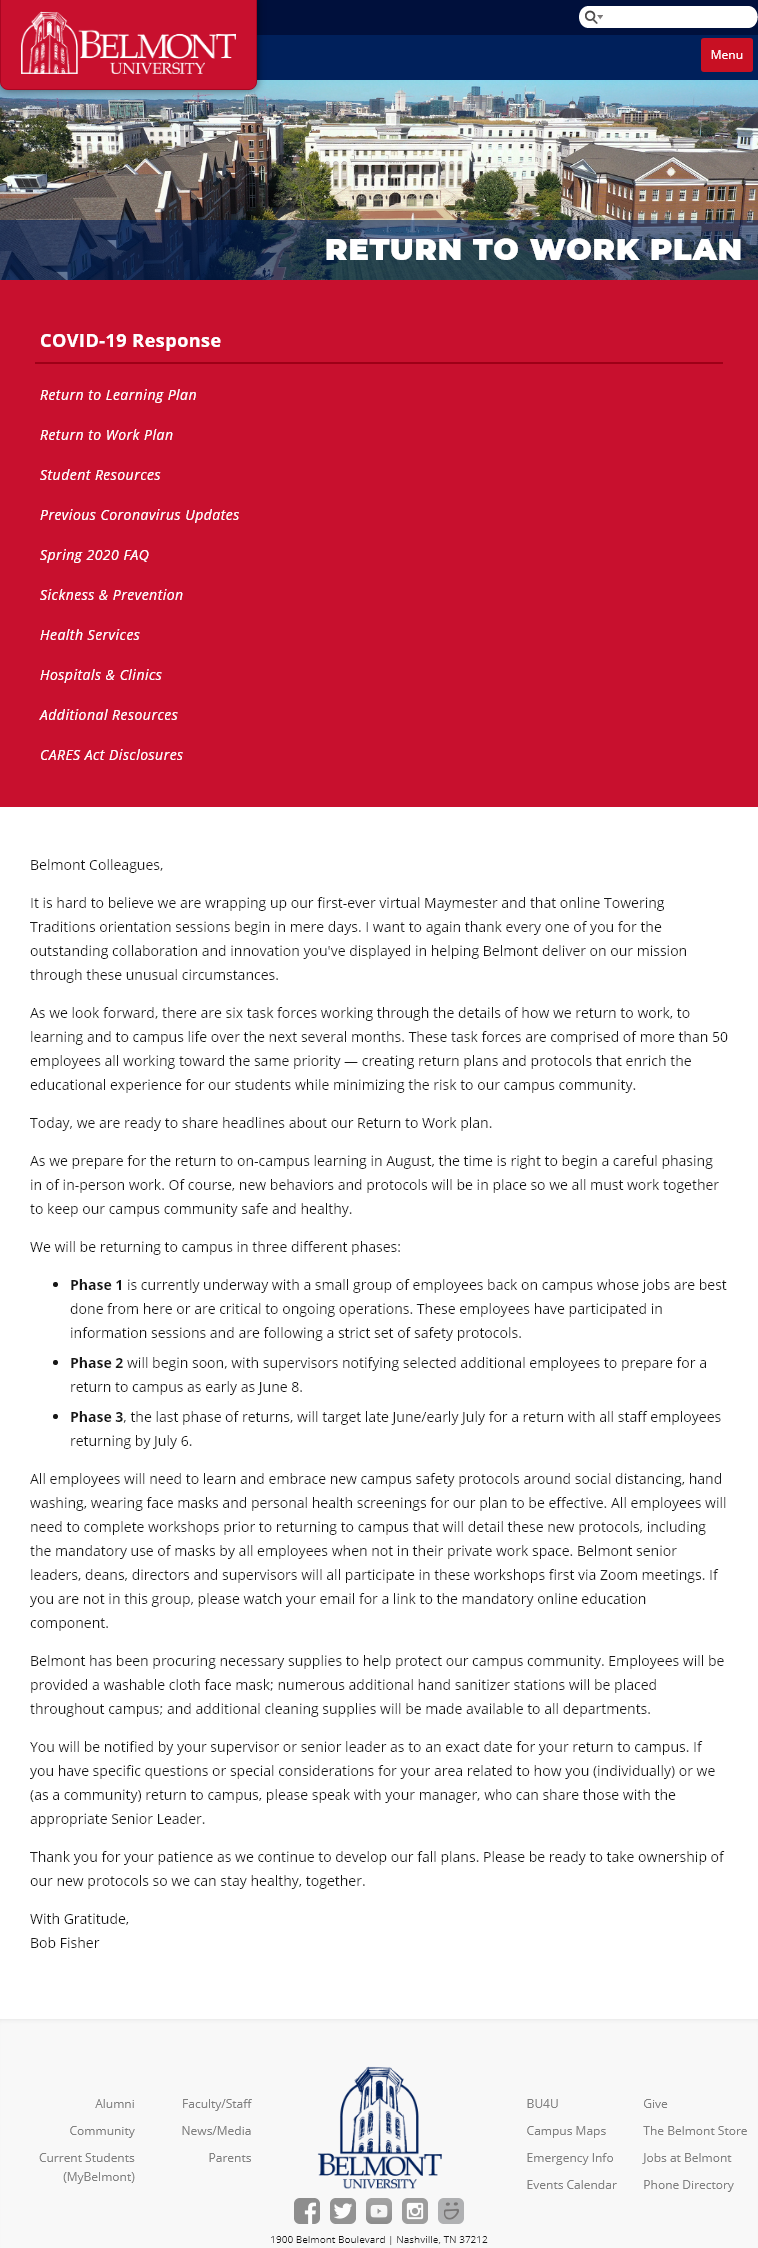 BELMONT
UNIVERSITY
Menu
RETURN TO WORK PLAN
COVID-19 Response
Return to Learning Plan
Return to Work Plan
Student Resources
Previous Coronavirus Updates
Spring 2020 FAQ
Sickness & Prevention
Health Services
Hospitals & Clinics
Additional Resources
CARES Act Disclosures
Belmont Colleagues,
It is hard to believe we are wrapping up our first-ever virtual Maymester and that online Towering
Traditions orientation sessions begin in mere days. I want to again thank every one of you for the
outstanding collaboration and innovation you've displayed in helping Belmont deliver on our mission
through these unusual circumstances.
As we look forward, there are six task forces working through the details of how we return to work, to
learning and to campus life over the next several months. These task forces are comprised of more than 50
employees all working toward the same priority — creating return plans and protocols that enrich the
educational experience for our students while minimizing the risk to our campus community.
Today, we are ready to share headlines about our Return to Work plan.
As we prepare for the return to on-campus learning in August, the time is right to begin a careful phasing
in of in-person work. Of course, new behaviors and protocols will be in place so we all must work together
to keep our campus community safe and healthy.
We will be returning to campus in three different phases:
• Phase 1 is currently underway with a small group of employees back on campus whose jobs are best
done from here or are critical to ongoing operations. These employees have participated in
information sessions and are following a strict set of safety protocols.
• Phase 2 will begin soon, with supervisors notifying selected additional employees to prepare for a
return to campus as early as June 8.
• Phase 3, the last phase of returns, will target late June/early July for a return with all staff employees
returning by July 6.
All employees will need to learn and embrace new campus safety protocols around social distancing, hand
washing, wearing face masks and personal health screenings for our plan to be effective. All employees will
need to complete workshops prior to returning to campus that will detail these new protocols, including
the mandatory use of masks by all employees when not in their private work space. Belmont senior
leaders, deans, directors and supervisors will all participate in these workshops first via Zoom meetings. If
you are not in this group, please watch your email for a link to the mandatory online education
component.
Belmont has been procuring necessary supplies to help protect our campus community. Employees will be
provided a washable cloth face mask; numerous additional hand sanitizer stations will be placed
throughout campus; and additional cleaning supplies will be made available to all departments.
You will be notified by your supervisor or senior leader as to an exact date for your return to campus. If
you have specific questions or special considerations for your area related to how you (individually) or we
(as a community) return to campus, please speak with your manager, who can share those with the
appropriate Senior Leader.
Thank you for your patience as we continue to develop our fall plans. Please be ready to take ownership of
our new protocols so we can stay healthy, together.
With Gratitude,
Bob Fisher
Alumni
Community
Current Students
(MyBelmont)
Faculty/Staff
News/Media
Parents
BELMONT
UNIVERSITY
BU4U
Campus Maps
Emergency Info
Events Calendar
Give
The Belmont Store
Jobs at Belmont
Phone Directory
1900 Belmont Boulevard | Nashville, TN 37212